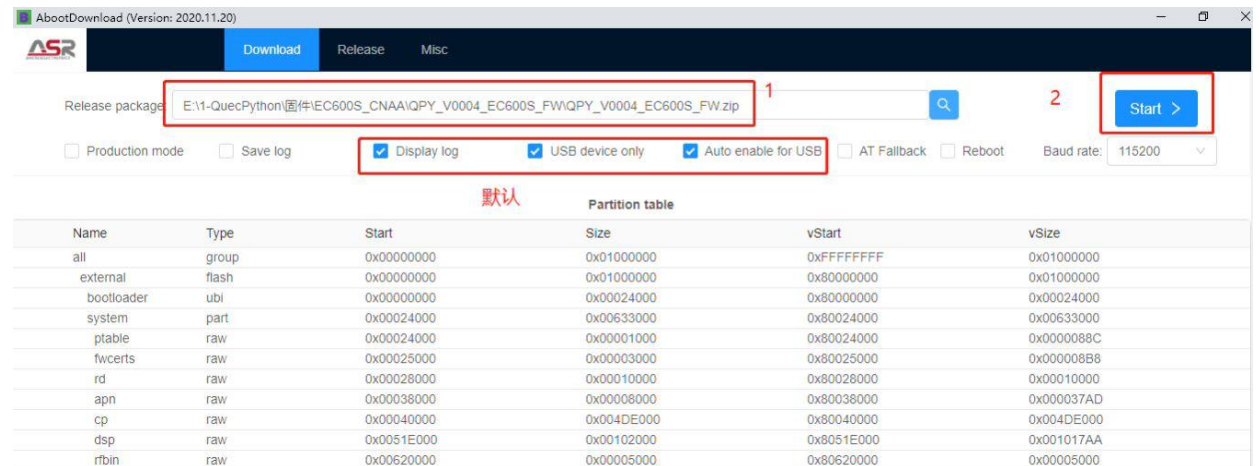 AbootDownload (Version: 2020.11.20)
ASR Download Release Misc
Release package: E:\1-QuecPython\固件\EC600S_CNAA\QPY_V0004_EC600S_FW\QPY_V0004_EC600S_FW.zip 1 2 Start >
Production mode Save log Display log USB device only Auto enable for USB AT Fallback Reboot Baud rate: 115200
默认
Partition table
Name Type Start Size vStart vSize
all group 0x00000000 0x01000000 0xFFFFFFFF 0x01000000
external flash 0x00000000 0x01000000 0x80000000 0x01000000
bootloader ubi 0x00000000 0x00024000 0x80000000 0x00024000
system part 0x00024000 0x00633000 0x80024000 0x00633000
ptable raw 0x00024000 0x00001000 0x80024000 0x0000088C
fwcerts raw 0x00025000 0x00003000 0x80025000 0x000008B8
rd raw 0x00028000 0x00010000 0x80028000 0x00010000
apn raw 0x00038000 0x00008000 0x80038000 0x000037AD
cp raw 0x00040000 0x004DE000 0x80040000 0x004DE000
dsp raw 0x0051E000 0x00102000 0x8051E000 0x001017AA
rfbin raw 0x00620000 0x00005000 0x80620000 0x00005000